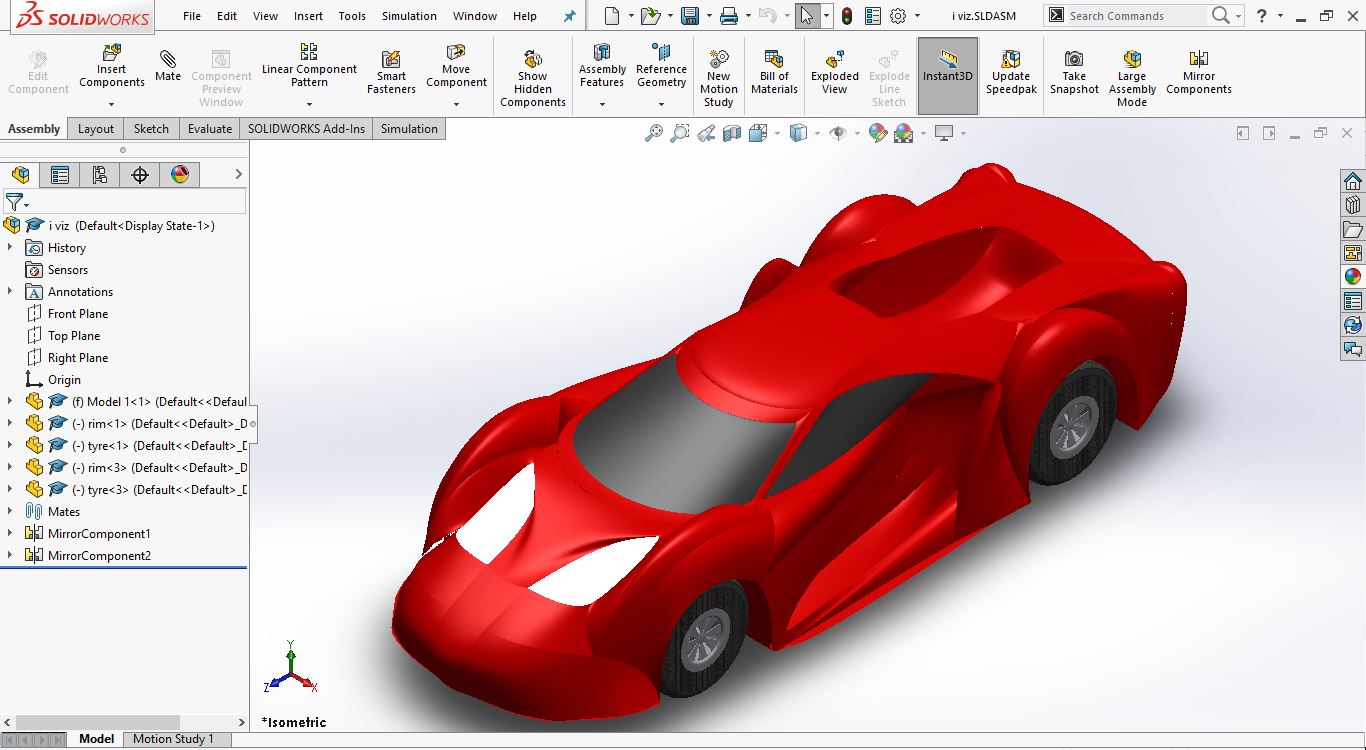 SOLIDWORKS File Edit View Insert Tools Simulation Window Help i viz.SLDASM Search Commands ?
Edit Component
Insert Components
Mate
Component Preview Window
Linear Component Pattern
Smart Fasteners
Move Component
Show Hidden Components
Assembly Features
Reference Geometry
New Motion Study
Bill of Materials
Exploded View
Explode Line Sketch
Instant3D
Update Speedpak
Take Snapshot
Large Assembly Mode
Mirror Components
Assembly Layout Sketch Evaluate SOLIDWORKS Add-Ins Simulation
i viz (Default<Display State-1>)
History
Sensors
A Annotations
Front Plane
Top Plane
Right Plane
Origin
(f) Model 1<1> (Default<<Defaul
(-) rim<1> (Default<<Default>_D
(-) tyre<1> (Default<<Default>_D
(-) rim<3> (Default<<Default>_D
(-) tyre<3> (Default<<Default>_D
Mates
MirrorComponent1
MirrorComponent2
Y
Z X
*Isometric
Model Motion Study 1